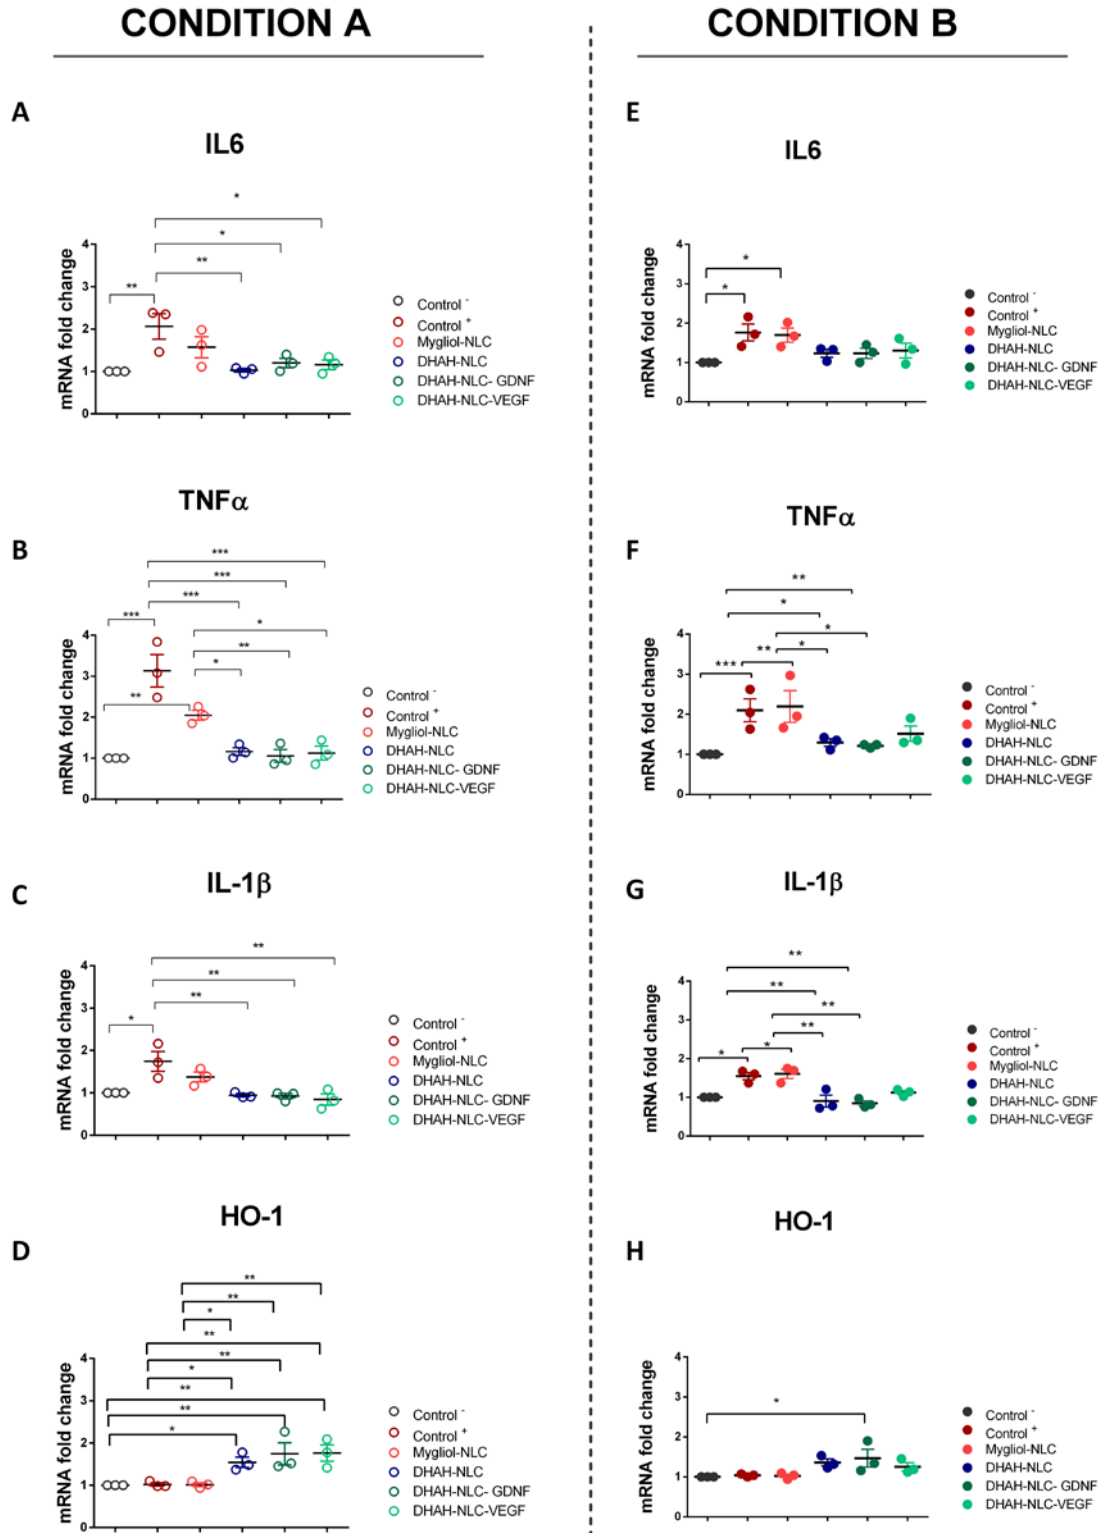 CONDITION A
CONDITION B
A
IL6
*
*
**
**
mRNA fold change
4
3
2
1
0
Control -
Control +
Mygliol-NLC
DHAH-NLC
DHAH-NLC- GDNF
DHAH-NLC-VEGF
TNFα
B
***
***
***
***
*
**
*
**
mRNA fold change
4
3
2
1
0
Control -
Control +
Mygliol-NLC
DHAH-NLC
DHAH-NLC- GDNF
DHAH-NLC-VEGF
IL-1β
C
**
**
**
*
mRNA fold change
4
3
2
1
0
Control -
Control +
Mygliol-NLC
DHAH-NLC
DHAH-NLC- GDNF
DHAH-NLC-VEGF
HO-1
D
**
**
*
**
**
*
**
**
*
mRNA fold change
4
3
2
1
0
Control -
Control +
Mygliol-NLC
DHAH-NLC
DHAH-NLC- GDNF
DHAH-NLC-VEGF
E
IL6
*
*
mRNA fold change
4
3
2
1
0
Control -
Control +
Mygliol-NLC
DHAH-NLC
DHAH-NLC- GDNF
DHAH-NLC-VEGF
TNFα
F
**
*
*
*
**
***
mRNA fold change
4
3
2
1
0
Control -
Control +
Mygliol-NLC
DHAH-NLC
DHAH-NLC- GDNF
DHAH-NLC-VEGF
IL-1β
G
**
**
**
**
*
*
mRNA fold change
4
3
2
1
0
Control -
Control +
Mygliol-NLC
DHAH-NLC
DHAH-NLC- GDNF
DHAH-NLC-VEGF
HO-1
H
*
mRNA fold change
4
3
2
1
0
Control -
Control +
Mygliol-NLC
DHAH-NLC
DHAH-NLC- GDNF
DHAH-NLC-VEGF